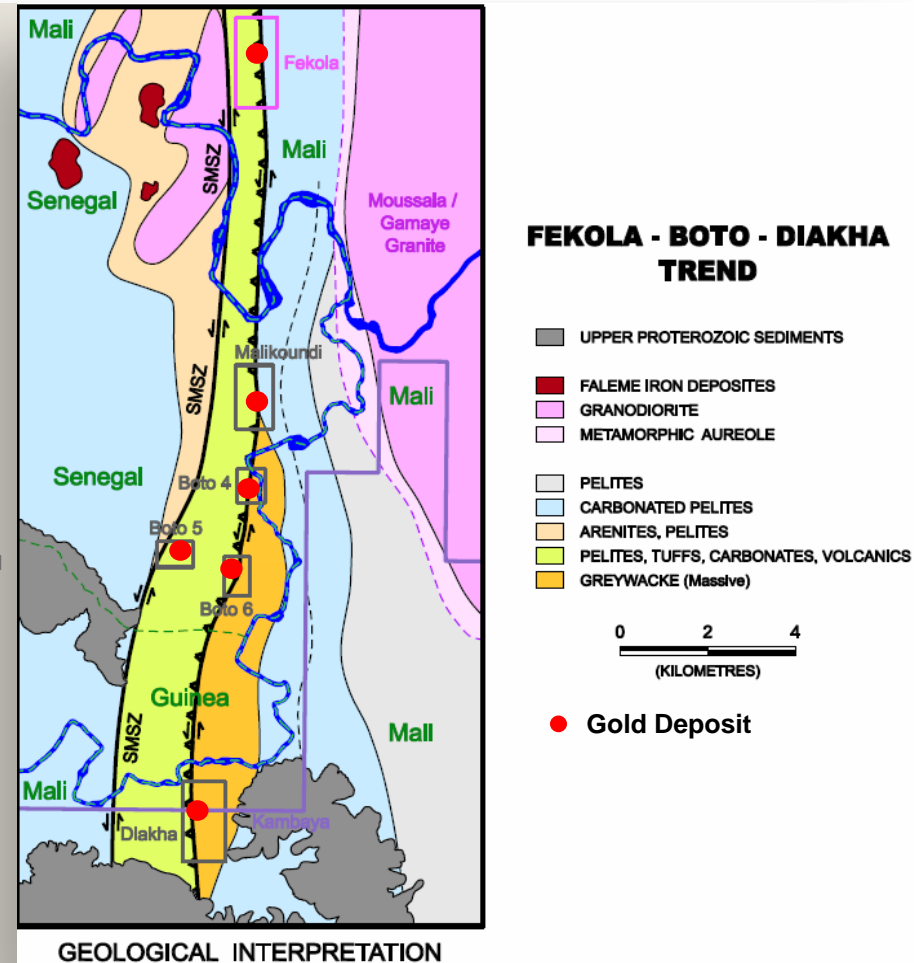 Mali
Fekola
SMSZ
Mali
Senegal
Moussala /
Gamaye
Granite
Malikoundi
SMSZ
Mali
Senegal
Boto 4
Boto 5
Boto 6
Guinea
SMSZ
Mali
Mali
Diakha
Kambaya
GEOLOGICAL INTERPRETATION
FEKOLA - BOTO - DIAKHA
TREND
UPPER PROTEROZOIC SEDIMENTS
FALEME IRON DEPOSITES
GRANODIORITE
METAMORPHIC AUREOLE
PELITES
CARBONATED PELITES
ARENITES, PELITES
PELITES, TUFFS, CARBONATES, VOLCANICS
GREYWACKE (Massive)
0 2 4
(KILOMETRES)
Gold Deposit